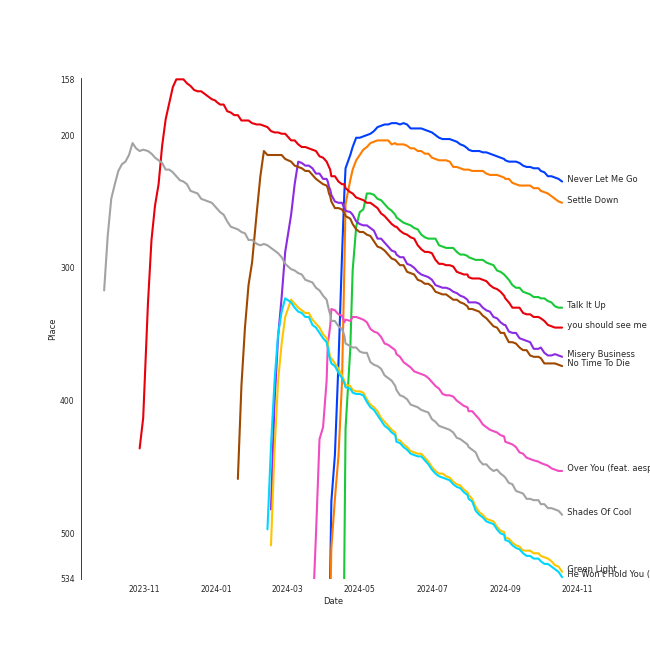 158
200
300
400
500
534
Place
2023-11
2024-01
2024-03
2024-05
2024-07
2024-09
2024-11
Date
Never Let Me Go
Settle Down
Talk It Up
you should see me
Misery Business
No Time To Die
Over You (feat. aesp
Shades Of Cool
Green Light
He Won't Hold You (